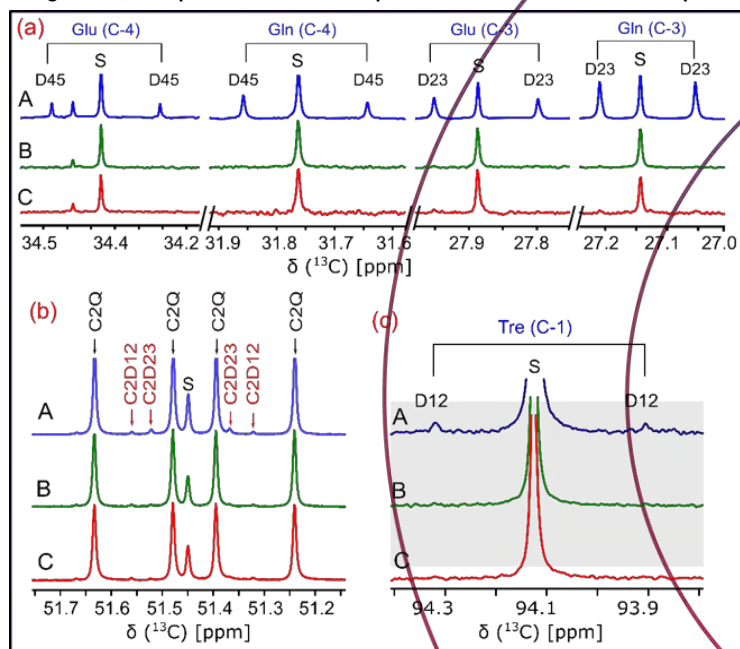 (a)
Glu (C-4) Gln (C-4) Glu (C-3) Gln (C-3)
D45 S D45 D45 S D45 D23 S D23 D23 S D23
A
B
C
34.5 34.4 34.2 31.9 31.8 31.7 31.6 27.9 27.8 27.2 27.1 27.0
δ (¹³C) [ppm]
(b)
C2Q C2Q C2Q C2Q
C2D12 C2D23 S C2D23 C2D12
A
B
C
51.7 51.6 51.5 51.4 51.3 51.2
δ (¹³C) [ppm]
(c)
Tre (C-1)
S
D12 D12
A
B
C
94.3 94.1 93.9
δ (¹³C) [ppm]